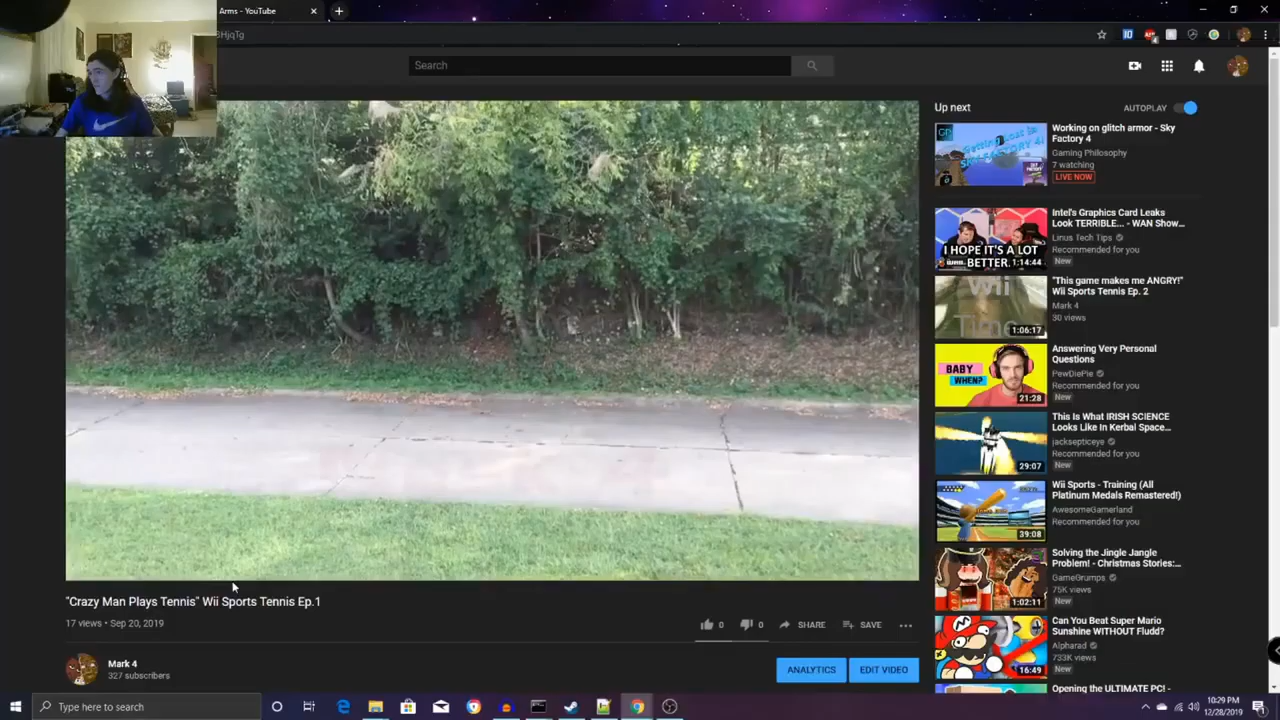 Arms - YouTube
BHjqTg
Search
Up next
AUTOPLAY
Working on glitch armor - Sky
Factory 4
Gaming Philosophy
7 watching
LIVE NOW
Intel's Graphics Card Leaks
Look TERRIBLE... - WAN Show...
Linus Tech Tips
Recommended for you
New
I HOPE IT'S A LOT
BETTER.
1:14:44
"This game makes me ANGRY!"
Wii Sports Tennis Ep. 2
Mark 4
30 views
Wii
Time
1:06:17
Answering Very Personal
Questions
PewDiePie
Recommended for you
New
BABY
WHEN?
21:28
This Is What IRISH SCIENCE
Looks Like In Kerbal Space...
jacksepticeye
Recommended for you
New
29:07
Wii Sports - Training (All
Platinum Medals Remastered!)
AwesomeGamerland
Recommended for you
39:08
Solving the Jingle Jangle
Problem! - Christmas Stories:...
GameGrumps
75K views
New
1:02:11
Can You Beat Super Mario
Sunshine WITHOUT Fludd?
Alpharad
733K views
New
16:49
Opening the ULTIMATE PC! -
"Crazy Man Plays Tennis" Wii Sports Tannis Ep.1
17 views • Sep 20, 2019
0
0
SHARE
SAVE
Mark 4
327 subscribers
ANALYTICS
EDIT VIDEO
Type here to search
10:29 PM
12/28/2019